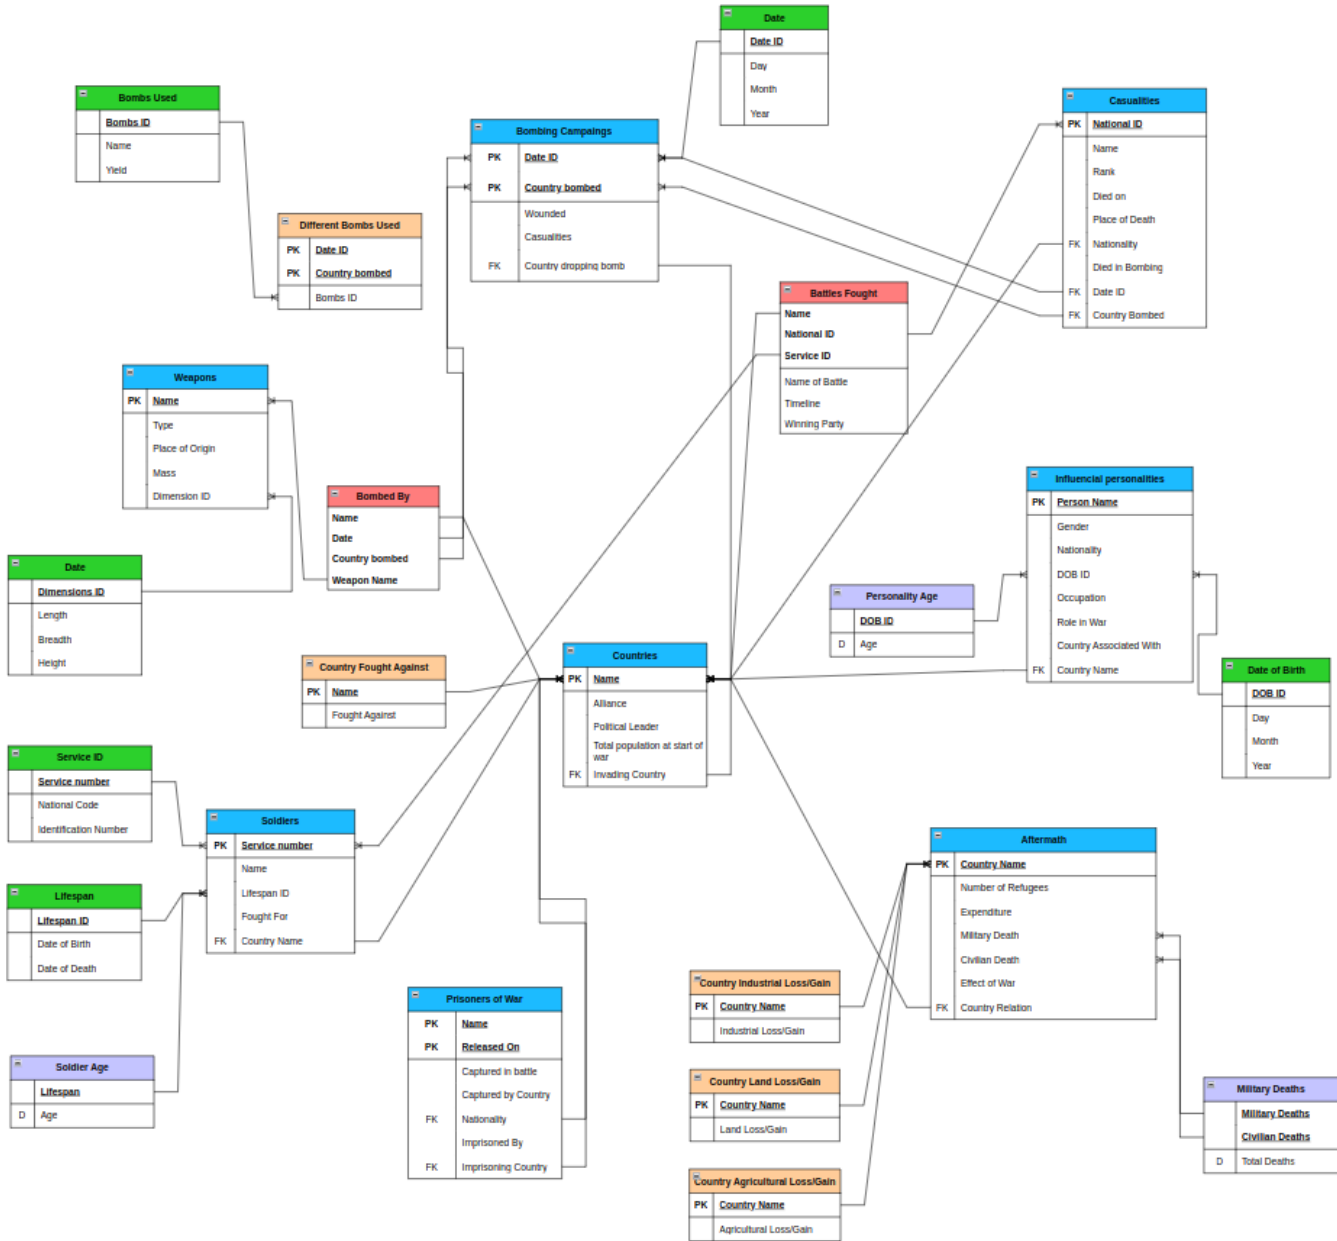 Date
Date ID
Day
Month
Year
Bombs Used
Bombs ID
Name
Yield
Bombing Campaings
PK Date ID
PK Country bombed
Wounded
Casualities
FK Country dropping bomb
Casualities
PK National ID
Name
Rank
Died on
Place of Death
FK Nationality
Died in Bombing
FK Date ID
FK Country Bombed
Different Bombs Used
PK Date ID
PK Country bombed
Bombs ID
Battles Fought
Name
National ID
Service ID
Name of Battle
Timeline
Winning Party
Weapons
PK Name
Type
Place of Origin
Mass
Dimension ID
Bombed By
Name
Date
Country bombed
Weapon Name
Influencial personalities
PK Person Name
Gender
Nationality
DOB ID
Occupation
Role in War
Country Associated With
FK Country Name
Date
Dimensions ID
Length
Breadth
Height
Personality Age
DOB ID
D Age
Country Fought Against
PK Name
Fought Against
Countries
PK Name
Alliance
Political Leader
Total population at start of
war
FK Invading Country
Date of Birth
DOB ID
Day
Month
Year
Service ID
Service number
National Code
Identification Number
Soldiers
PK Service number
Name
Lifespan ID
Fought For
FK Country Name
Lifespan
Lifespan ID
Date of Birth
Date of Death
Aftermath
PK Country Name
Number of Refugees
Expenditure
Military Death
Civilian Death
Effect of War
FK Country Relation
Prisoners of War
PK Name
PK Released On
Captured in battle
Captured by Country
FK Nationality
Imprisoned By
FK Imprisoning Country
Country Industrial Loss/Gain
PK Country Name
Industrial Loss/Gain
Soldier Age
Lifespan
D Age
Country Land Loss/Gain
PK Country Name
Land Loss/Gain
Military Deaths
Military Deaths
Civilian Deaths
D Total Deaths
Country Agricultural Loss/Gain
PK Country Name
Agricultural Loss/Gain